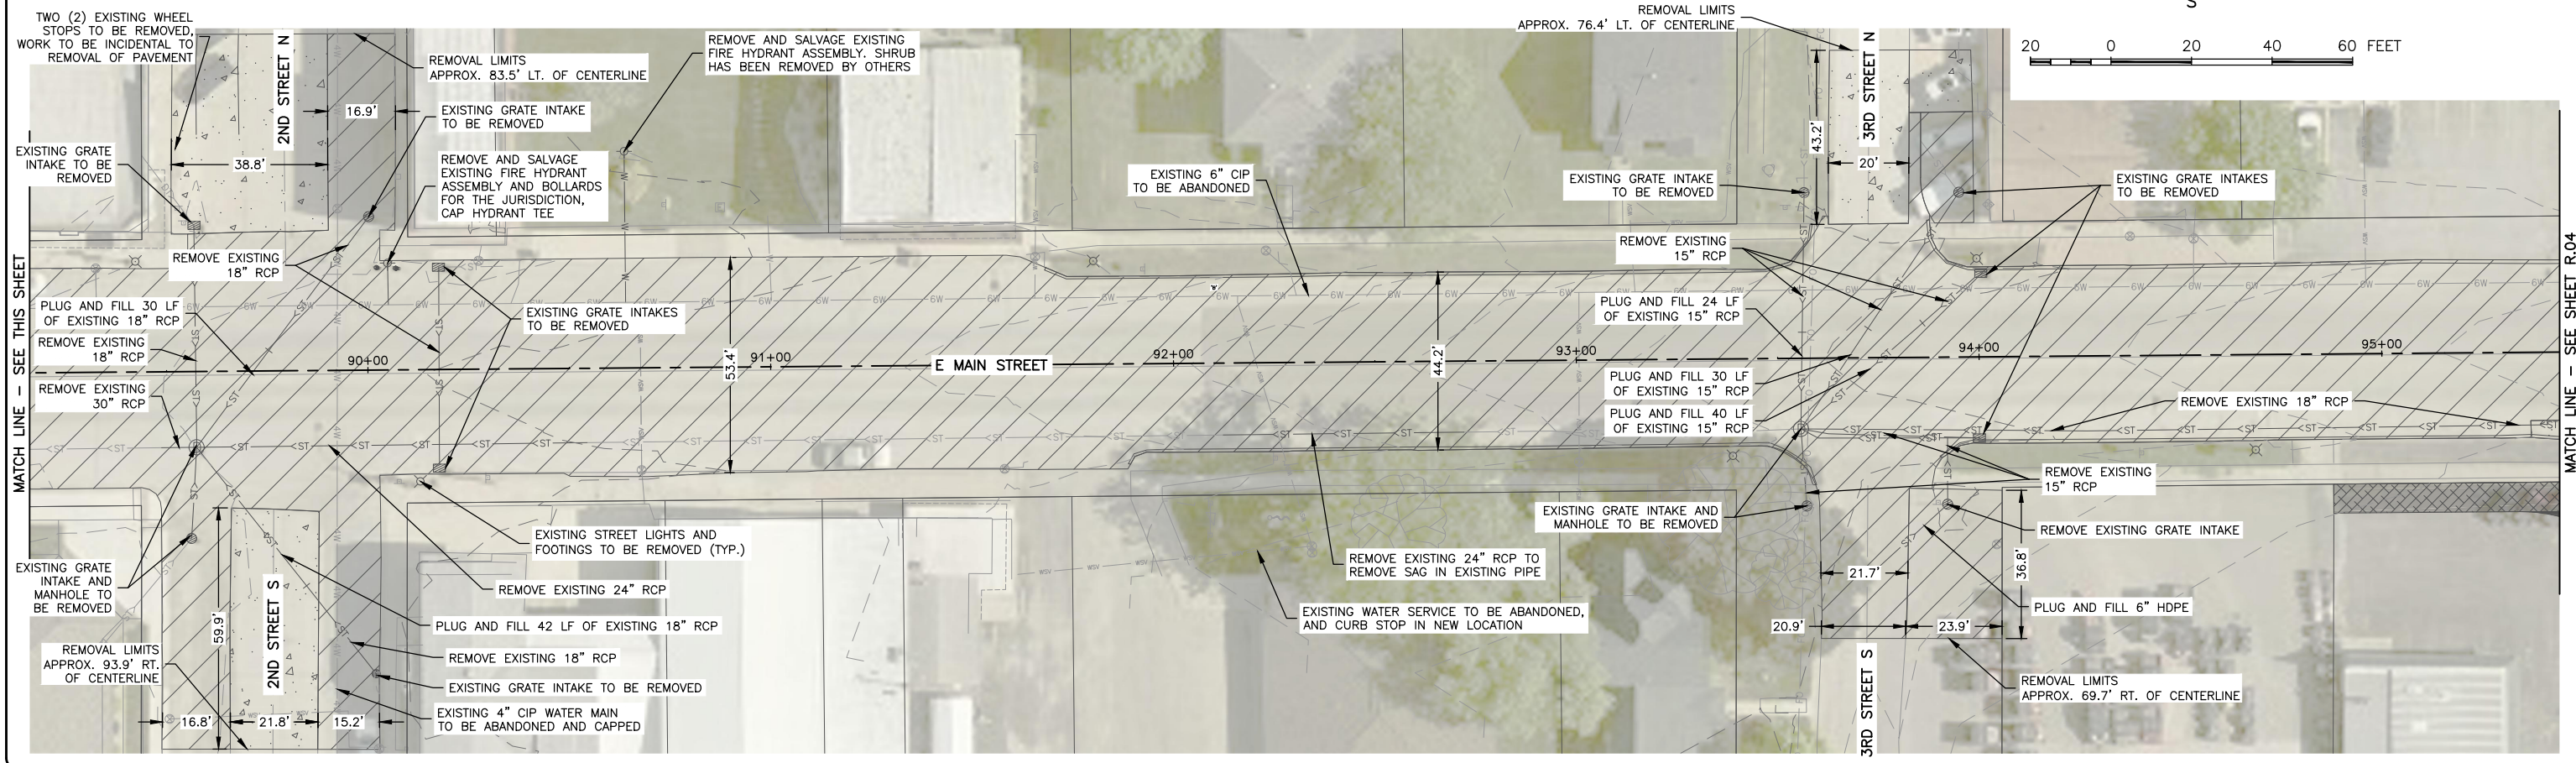 S
20 0 20 40 60 FEET
TWO (2) EXISTING WHEEL
STOPS TO BE REMOVED,
WORK TO BE INCIDENTAL TO
REMOVAL OF PAVEMENT
2ND STREET N
REMOVAL LIMITS
APPROX. 83.5' LT. OF CENTERLINE
REMOVE AND SALVAGE EXISTING
FIRE HYDRANT ASSEMBLY. SHRUB
HAS BEEN REMOVED BY OTHERS
REMOVAL LIMITS
APPROX. 76.4' LT. OF CENTERLINE
3RD STREET N
16.9'
EXISTING GRATE INTAKE
TO BE REMOVED
38.8'
EXISTING GRATE
INTAKE TO BE
REMOVED
REMOVE AND SALVAGE
EXISTING FIRE HYDRANT
ASSEMBLY AND BOLLARDS
FOR THE JURISDICTION,
CAP HYDRANT TEE
EXISTING 6" CIP
TO BE ABANDONED
EXISTING GRATE INTAKE
TO BE REMOVED
43.2'
20'
EXISTING GRATE INTAKES
TO BE REMOVED
REMOVE EXISTING
18" RCP
REMOVE EXISTING
15" RCP
PLUG AND FILL 30 LF
OF EXISTING 18" RCP
EXISTING GRATE INTAKES
TO BE REMOVED
PLUG AND FILL 24 LF
OF EXISTING 15" RCP
REMOVE EXISTING
18" RCP
90+00
91+00
92+00
93+00
94+00
95+00
53.4'
E MAIN STREET
44.2'
REMOVE EXISTING
30" RCP
PLUG AND FILL 30 LF
OF EXISTING 15" RCP
PLUG AND FILL 40 LF
OF EXISTING 15" RCP
REMOVE EXISTING 18" RCP
MATCH LINE - SEE THIS SHEET
MATCH LINE - SEE SHEET R.04
REMOVE EXISTING
15" RCP
EXISTING GRATE INTAKE AND
MANHOLE TO BE REMOVED
REMOVE EXISTING GRATE INTAKE
EXISTING STREET LIGHTS AND
FOOTINGS TO BE REMOVED (TYP.)
REMOVE EXISTING 24" RCP TO
REMOVE SAG IN EXISTING PIPE
EXISTING GRATE
INTAKE AND
MANHOLE TO
BE REMOVED
REMOVE EXISTING 24" RCP
21.7'
36.8'
59.9'
2ND STREET S
PLUG AND FILL 42 LF OF EXISTING 18" RCP
EXISTING WATER SERVICE TO BE ABANDONED,
AND CURB STOP IN NEW LOCATION
PLUG AND FILL 6" HDPE
20.9'
23.9'
REMOVAL LIMITS
APPROX. 93.9' RT.
OF CENTERLINE
REMOVE EXISTING 18" RCP
EXISTING GRATE INTAKE TO BE REMOVED
3RD STREET S
REMOVAL LIMITS
APPROX. 69.7' RT. OF CENTERLINE
16.8'
21.8'
15.2'
EXISTING 4" CIP WATER MAIN
TO BE ABANDONED AND CAPPED